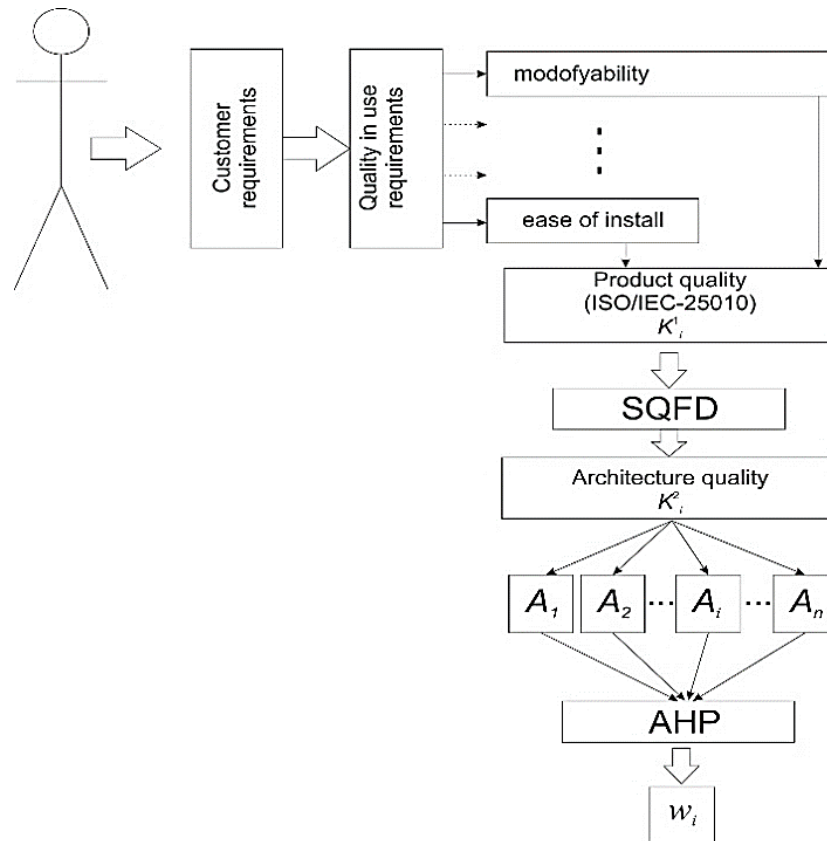 Customer
requirements
Quality in use
requirements
modofyability
ease of install
Product quality
(ISO/IEC-25010)
K¹ᵢ
SQFD
Architecture quality
K²ᵢ
A₁ A₂ ... Aᵢ ... Aₙ
AHP
wᵢ